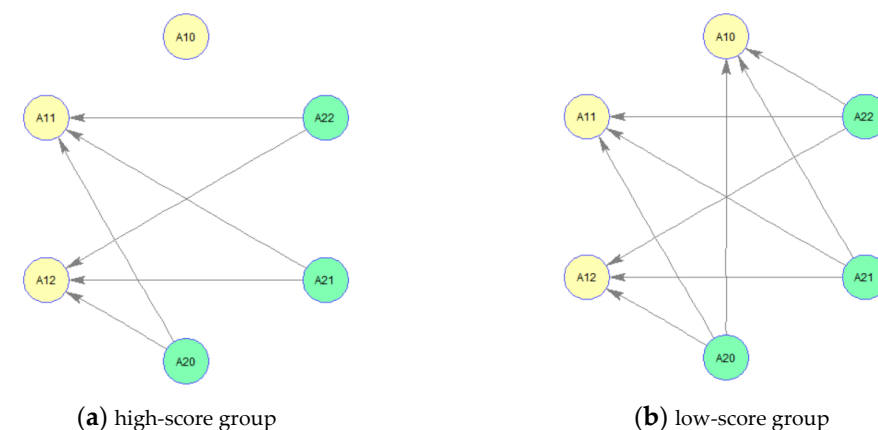 A10
A10
A11
A22
A11
A22
A12
A21
A12
A21
A20
A20
(a) high-score group
(b) low-score group